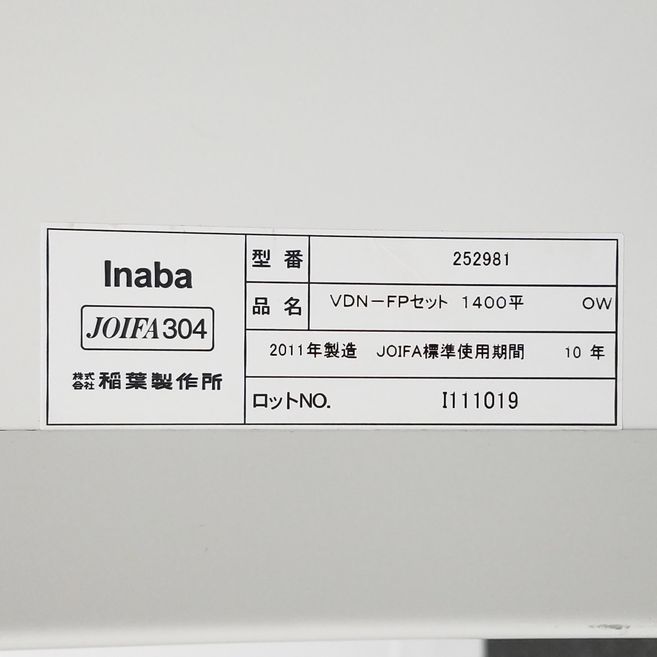 Inaba
JOIFA304
株式会社 稲葉製作所
型番 252981
品名 VDN-FPセット 1400平 OW
2011年製造 JOIFA標準使用期間 10年
ロットNO. I111019